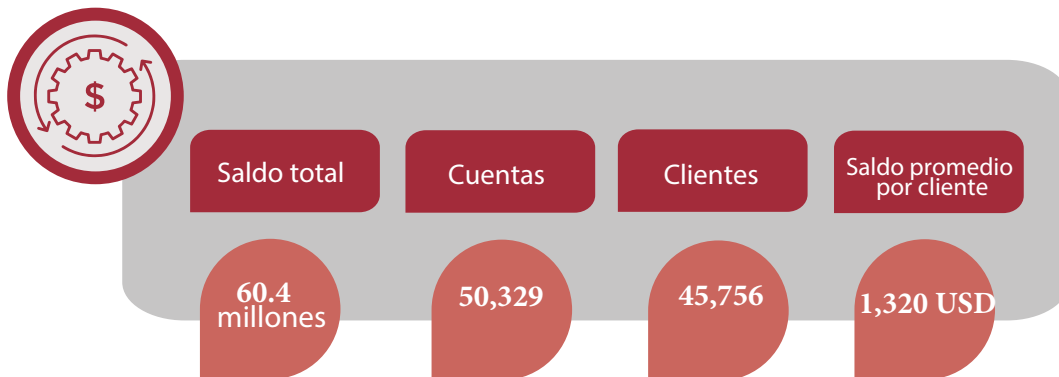 $
Saldo total
Cuentas
Clientes
Saldo promedio
por cliente
60.4
millones
50,329
45,756
1,320 USD